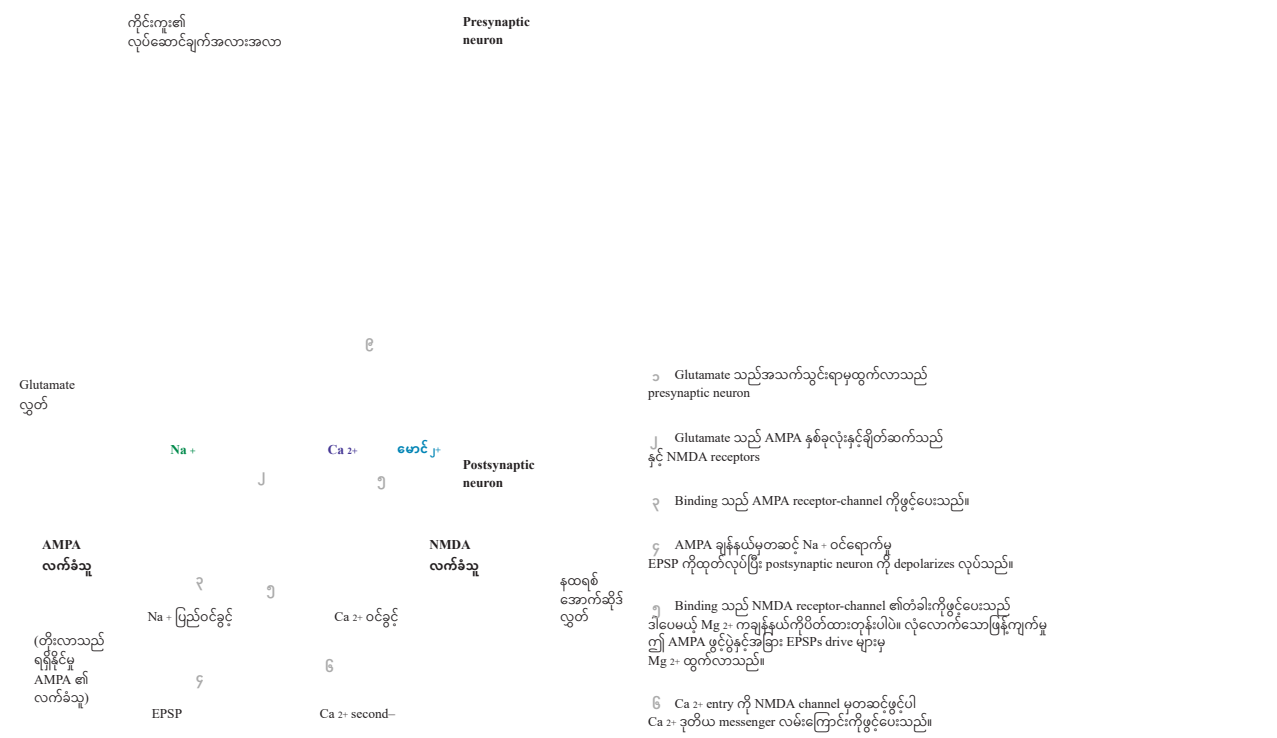 ကိုင်းကူး၏
လုပ်ဆောင်ချက်အလားအလာ
Presynaptic
neuron
၉
Glutamate
လွှတ်
Na +
Ca 2+
မောင် ၂+
Postsynaptic
neuron
၂
၅
AMPA
လက်ခံသူ
NMDA
လက်ခံသူ
၃
၅
နထရစ်
အောက်ဆိုဒ်
လွှတ်
Na + ပြည်ဝင်ခွင့်
Ca 2+ ဝင်ခွင့်
(တိုးလာသည်
ရရှိနိုင်မှု
AMPA ၏
လက်ခံသူ)
၆
၄
EPSP
Ca 2+ second–
၁ Glutamate သည်အသက်သွင်းရာမှထွက်လာသည်
presynaptic neuron
၂ Glutamate သည် AMPA နှစ်ခုလုံးနှင့်ချိတ်ဆက်သည်
နှင့် NMDA receptors
၃ Binding သည် AMPA receptor-channel ကိုဖွင့်ပေးသည်။
၄ AMPA ချန်နယ်မှတဆင့် Na + ဝင်ရောက်မှု
EPSP ကိုထုတ်လုပ်ပြီး postsynaptic neuron ကို depolarizes လုပ်သည်။
၅ Binding သည် NMDA receptor-channel ၏တံခါးကိုဖွင့်ပေးသည်
ဒါပေမယ့် Mg 2+ ကချန်နယ်ကိုပိတ်ထားတုန်းပါပဲ။ လုံလောက်သောဖြန့်ကျက်မှု
ဤ AMPA ဖွင့်ပွဲနှင့်အခြား EPSPs drive များမှ
Mg 2+ ထွက်လာသည်။
၆ Ca 2+ entry ကို NMDA channel မှတဆင့်ဖွင့်ပါ
Ca 2+ ဒုတိယ messenger လမ်းကြောင်းကိုဖွင့်ပေးသည်။